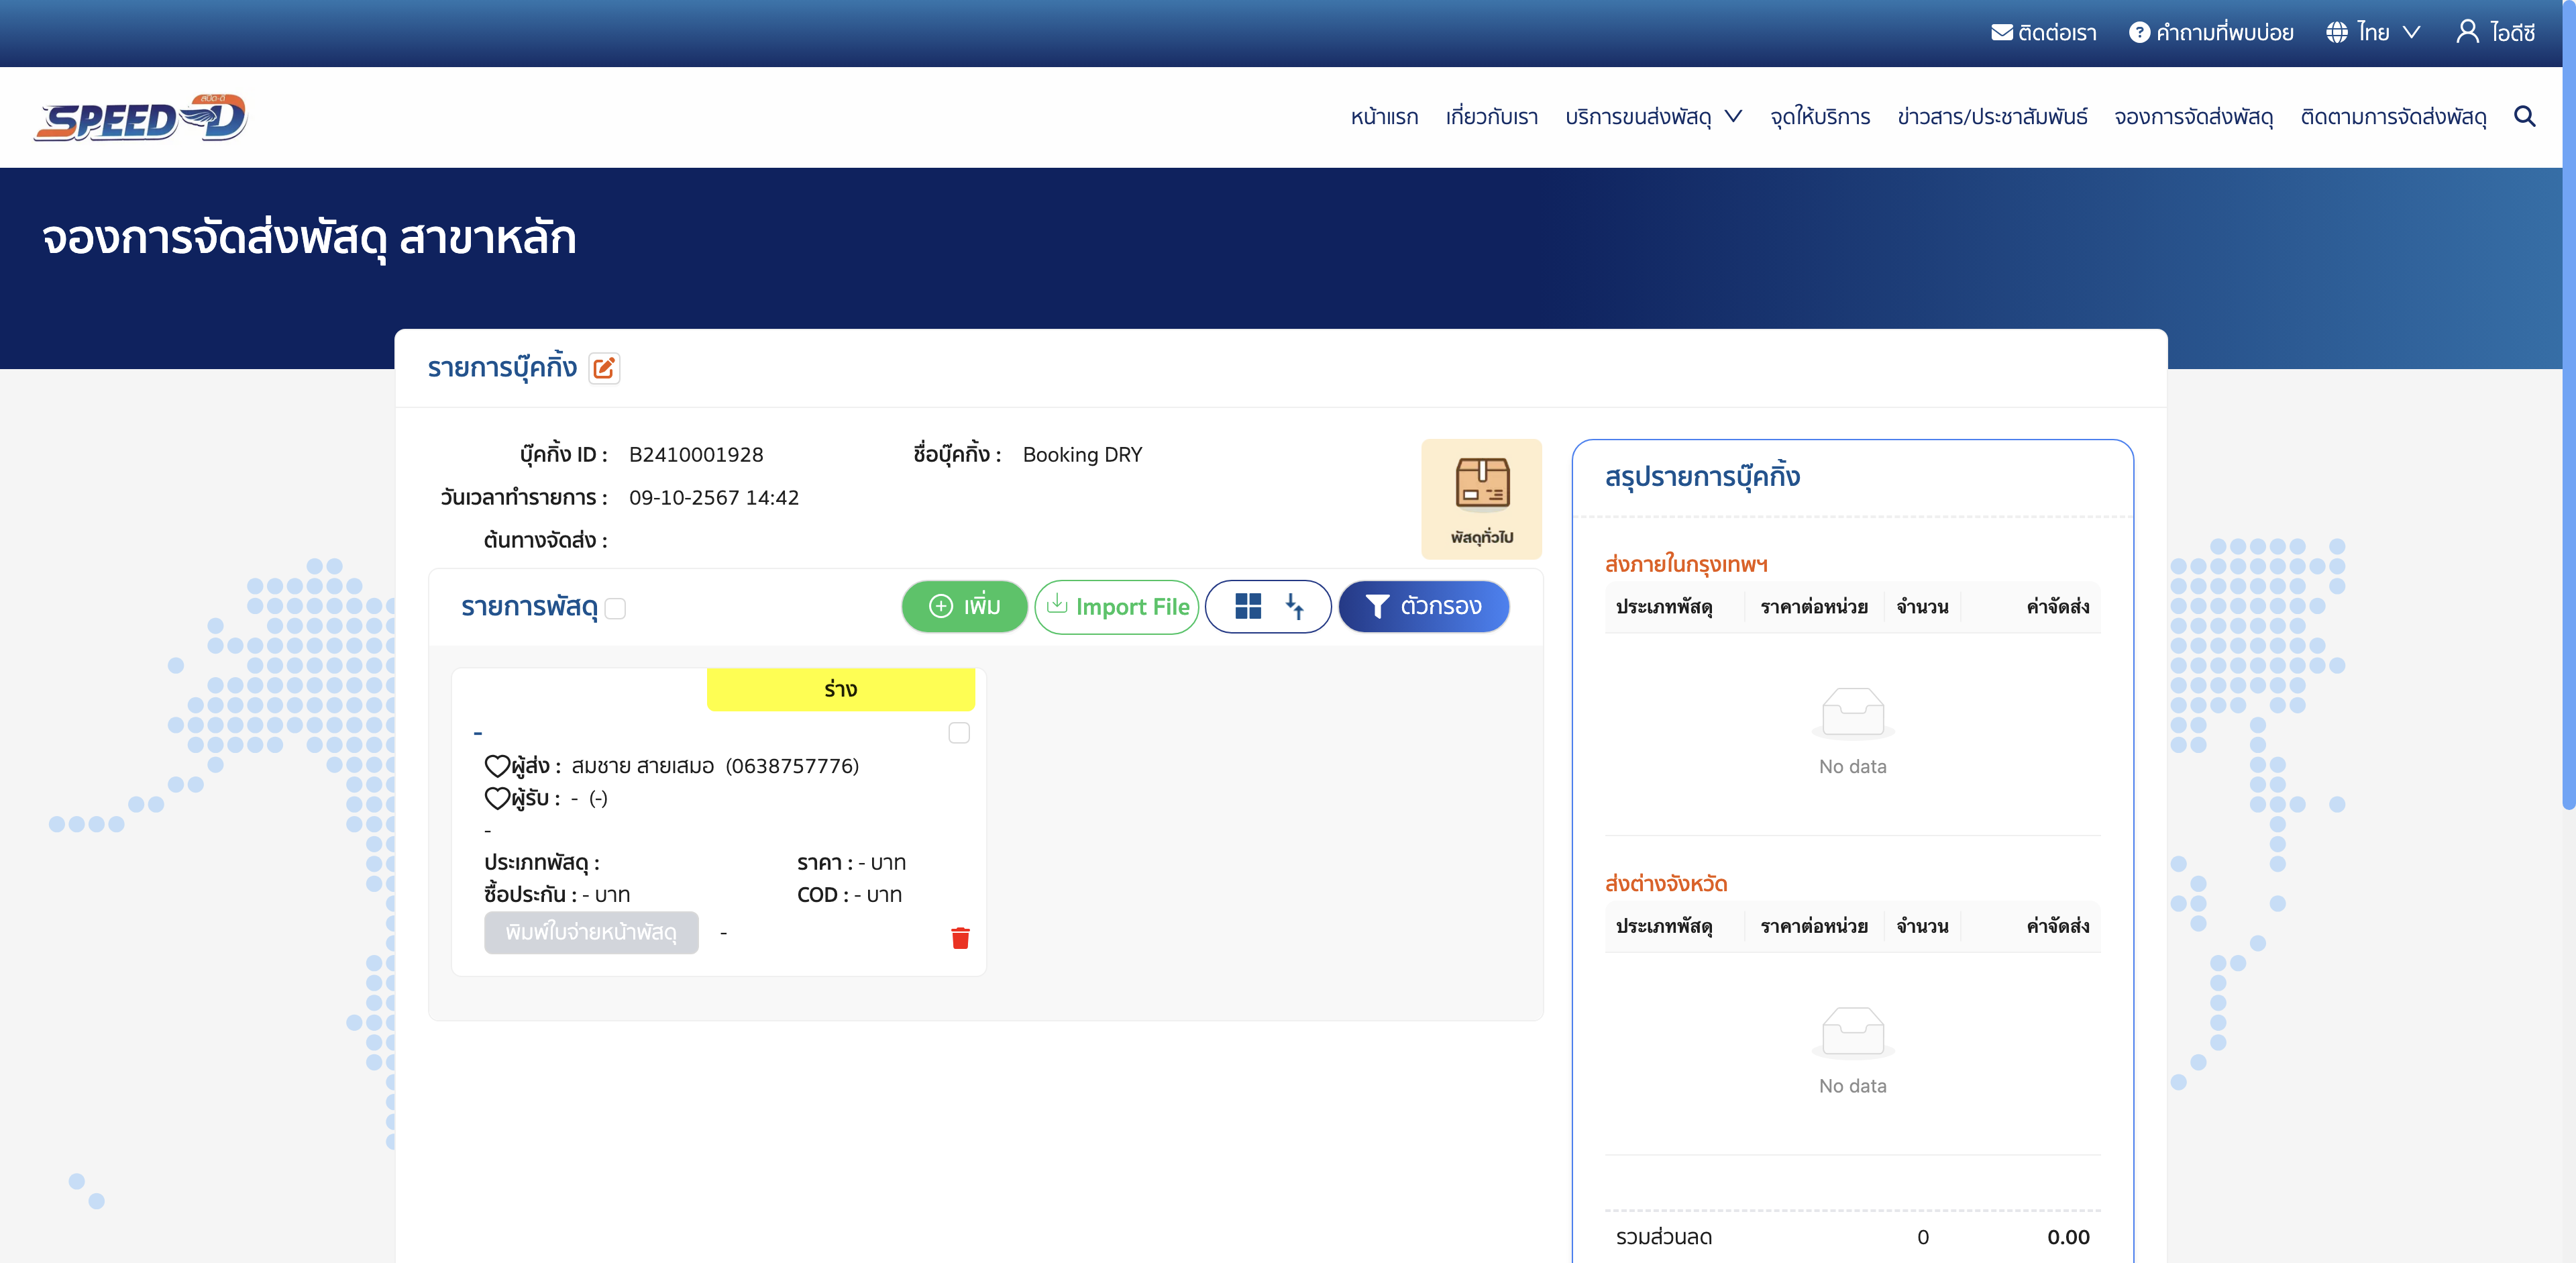 ติดต่อเรา คำถามที่พบบ่อย ไทย ไอดีซี
สปีด-ดี
SPEED-D
หน้าแรก เกี่ยวกับเรา บริการขนส่งพัสดุ จุดให้บริการ ข่าวสาร/ประชาสัมพันธ์ จองการจัดส่งพัสดุ ติดตามการจัดส่งพัสดุ
จองการจัดส่งพัสดุ สาขาหลัก
รายการบุ๊คกิ้ง
บุ๊คกิ้ง ID : B2410001928 ชื่อบุ๊คกิ้ง : Booking DRY
วันเวลาทำรายการ : 09-10-2567 14:42
ต้นทางจัดส่ง :
พัสดุทั่วไป
รายการพัสดุ เพิ่ม Import File ตัวกรอง
ร่าง
-
ผู้ส่ง : สมชาย สายเสมอ (0638757776)
ผู้รับ : - (-)
-
ประเภทพัสดุ : ราคา : - บาท
ซื้อประกัน : - บาท COD : - บาท
พิมพ์ใบจ่ายหน้าพัสดุ -
สรุปรายการบุ๊คกิ้ง
ส่งภายในกรุงเทพฯ
ประเภทพัสดุ ราคาต่อหน่วย จำนวน ค่าจัดส่ง
No data
ส่งต่างจังหวัด
ประเภทพัสดุ ราคาต่อหน่วย จำนวน ค่าจัดส่ง
No data
รวมส่วนลด 0 0.00